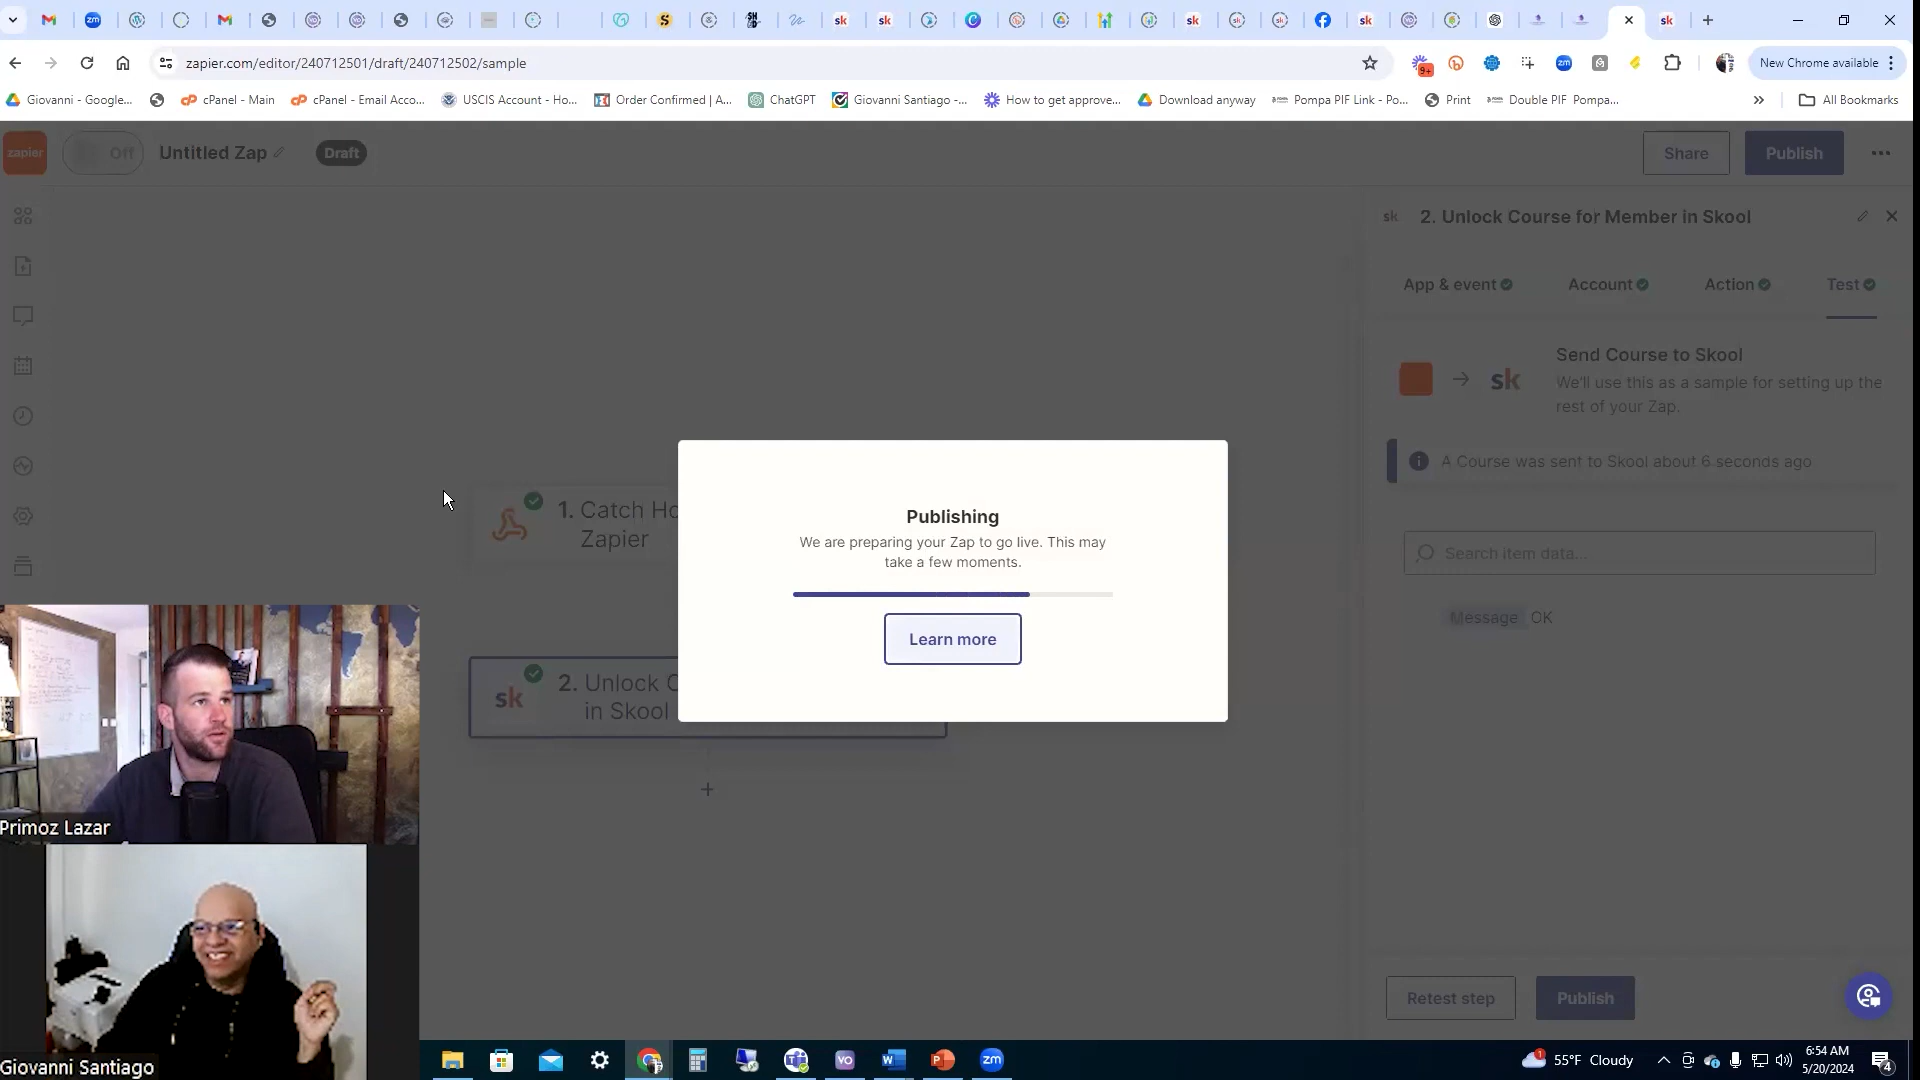 zapier.com/editor/240712501/draft/240712502/sample
New Chrome available
Giovanni - Google...
cPanel - Main
cPanel - Email Acco...
USCIS Account - Ho...
Order Confirmed | A...
ChatGPT
Giovanni Santiago -...
How to get approve...
Download anyway
Pompa PIF Link - Po...
Print
Double PIF Pompa...
All Bookmarks
zapier
Off
Untitled Zap
Draft
Share
Publish
sk 2. Unlock Course for Member in Skool
App & event
Account
Action
Test
Send Course to Skool
We'll use this as a sample for setting up the
rest of your Zap.
sk
A Course was sent to Skool about 6 seconds ago
Search item data...
Message: OK
1. Catch Ho
Zapier
Publishing
We are preparing your Zap to go live. This may
take a few moments.
Learn more
sk 2. Unlock C
in Skool
Primoz Lazar
Giovanni Santiago
Retest step
Publish
55°F Cloudy
6:54 AM
5/20/2024